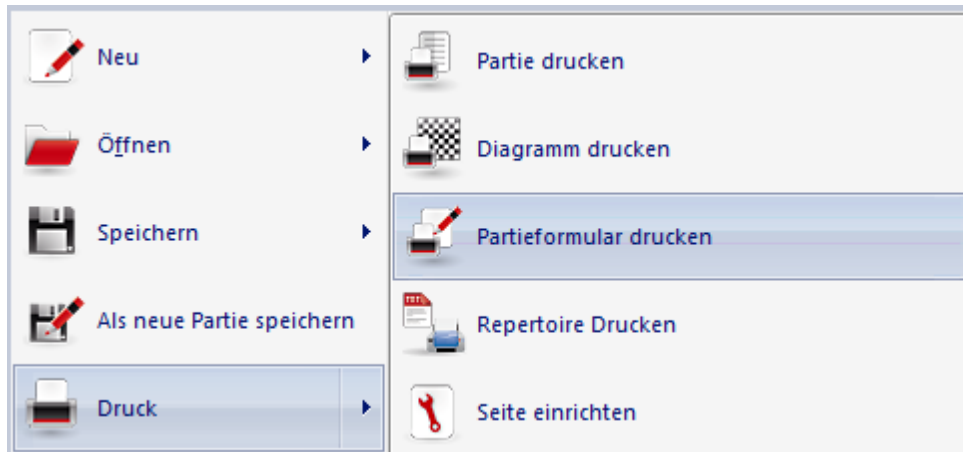 Neu
Öffnen
Speichern
Als neue Partie speichern
Druck
Partie drucken
Diagramm drucken
Partieformular drucken
Repertoire Drucken
Seite einrichten